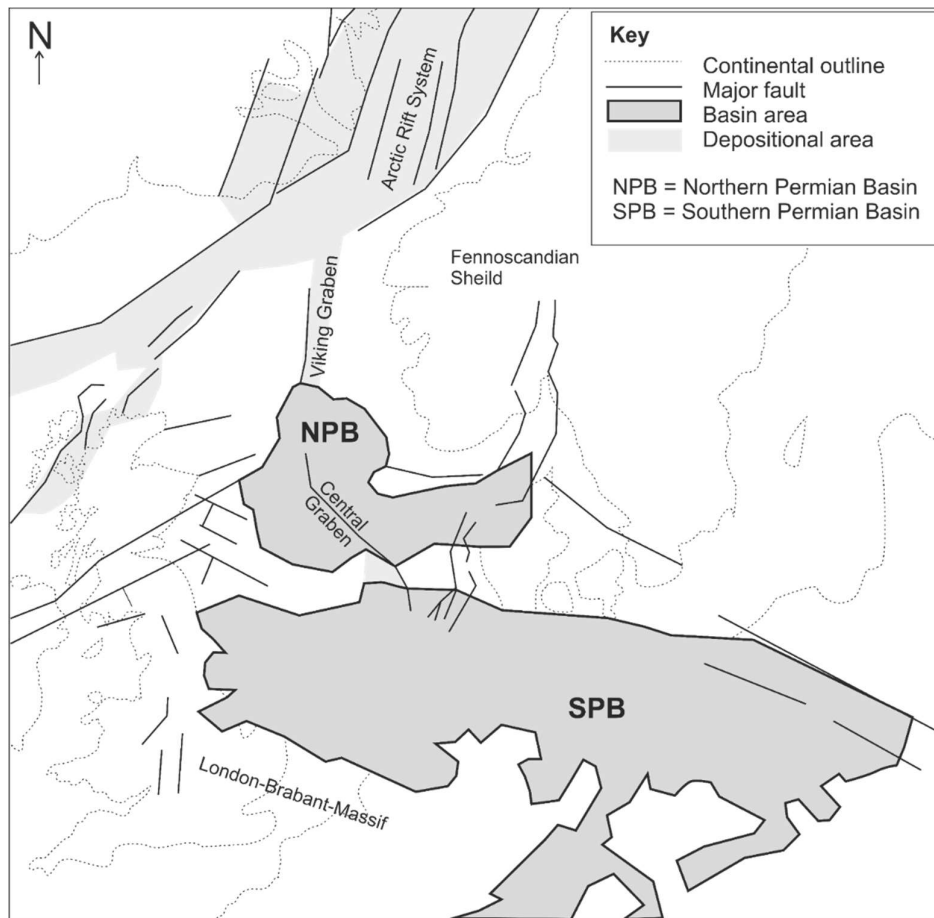 N
Key
Continental outline
Major fault
Basin area
Depositional area
NPB = Northern Permian Basin
SPB = Southern Permian Basin
Arctic Rift System
Fennoscandian
Sheild
Viking Graben
NPB
Central
Graben
SPB
London-Brabant-Massif